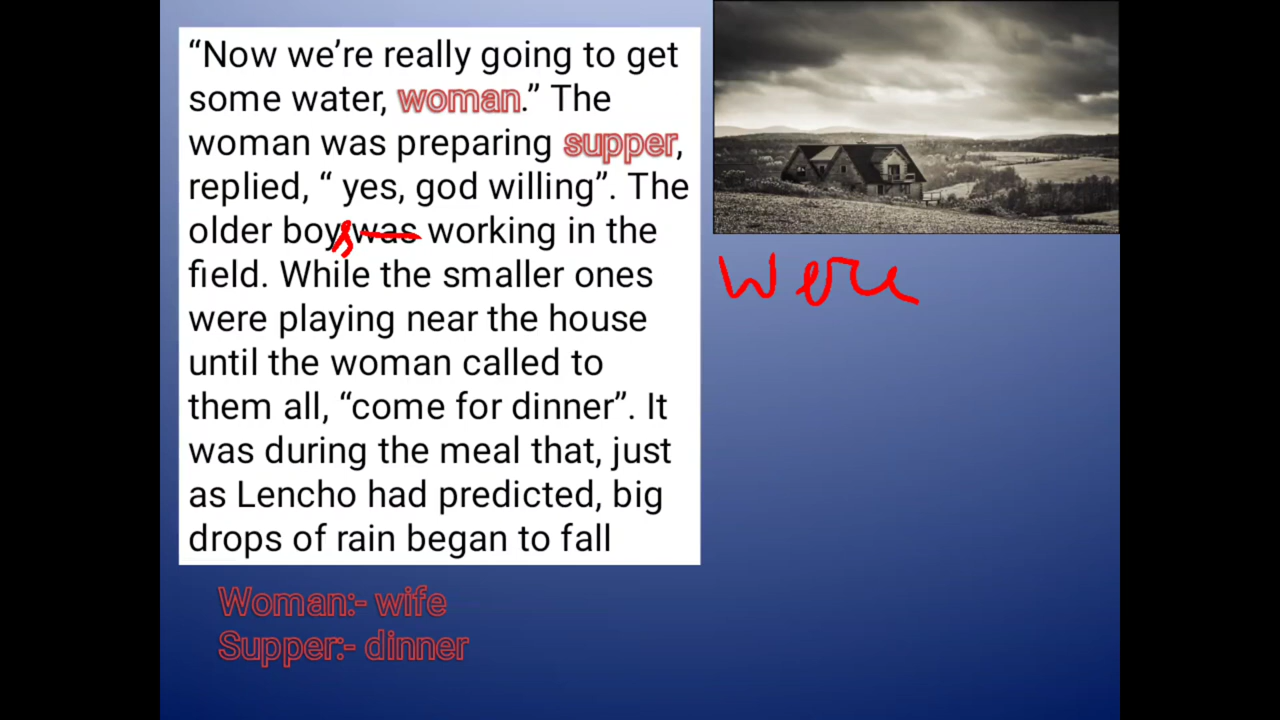 “Now we’re really going to get
some water, woman.” The
woman was preparing supper,
replied, “ yes, god willing”. The
older boys was working in the
field. While the smaller ones
were playing near the house
until the woman called to
them all, “come for dinner”. It
was during the meal that, just
as Lencho had predicted, big
drops of rain began to fall
were
Woman:- wife
Supper:- dinner